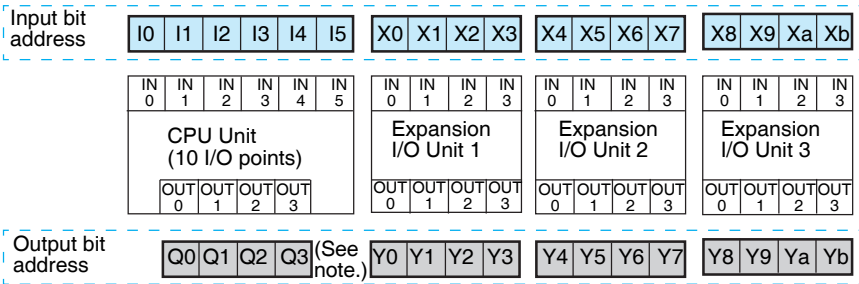 Input bit
address
I0 I1 I2 I3 I4 I5 X0 X1 X2 X3 X4 X5 X6 X7 X8 X9 Xa Xb
IN IN IN IN IN IN IN IN IN IN IN IN IN IN IN IN IN IN
0 1 2 3 4 5 0 1 2 3 0 1 2 3 0 1 2 3
CPU Unit
(10 I/O points)
Expansion
I/O Unit 1
Expansion
I/O Unit 2
Expansion
I/O Unit 3
OUT OUT OUT OUT OUT OUT OUT OUT OUT OUT OUT OUT OUT OUT OUT OUT
0 1 2 3 0 1 2 3 0 1 2 3 0 1 2 3
Output bit
address
Q0 Q1 Q2 Q3 (See
note.)
Y0 Y1 Y2 Y3 Y4 Y5 Y6 Y7 Y8 Y9 Ya Yb